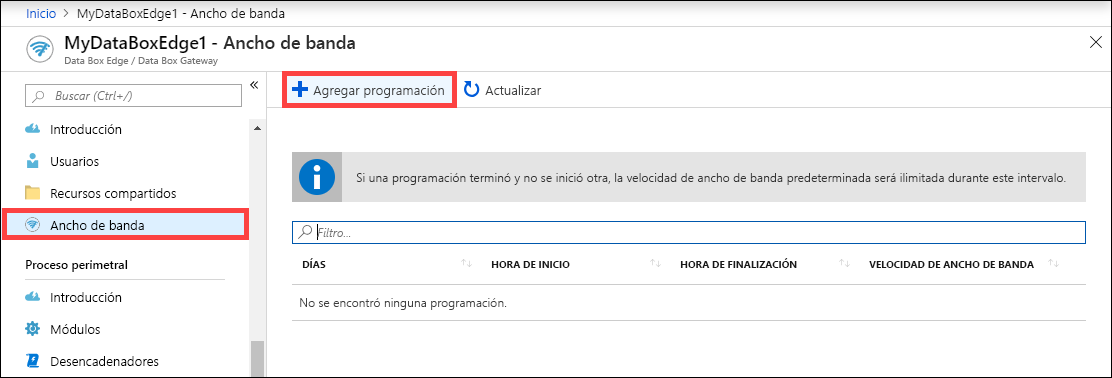 Inicio > MyDataBoxEdge1 - Ancho de banda
MyDataBoxEdge1 - Ancho de banda
Data Box Edge / Data Box Gateway
Buscar (Ctrl+/)
Introducción
Usuarios
Recursos compartidos
Ancho de banda
Proceso perimetral
Introducción
Módulos
Desencadenadores
Agregar programación
Actualizar
Si una programación terminó y no se inició otra, la velocidad de ancho de banda predeterminada será ilimitada durante este intervalo.
Filtro...
DÍAS HORA DE INICIO HORA DE FINALIZACIÓN VELOCIDAD DE ANCHO DE BANDA
No se encontró ninguna programación.